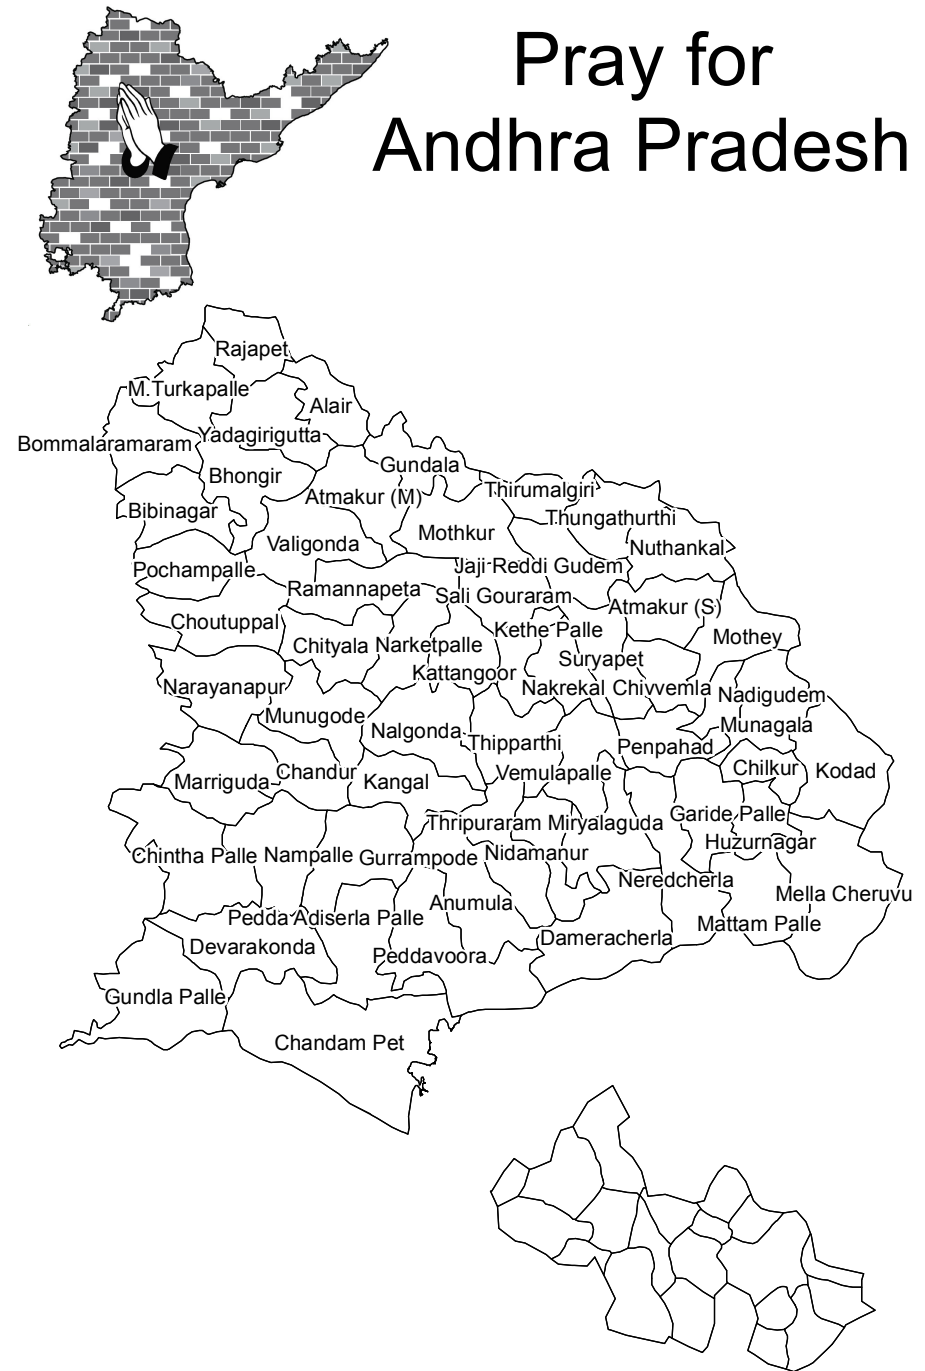 Pray for
Andhra Pradesh
Rajapet
M.Turkapalle
Alair
Bommalaramaram
Yadagirigutta
Gundala
Bhongir
Thirumalgiri
Atmakur (M)
Bibinagar
Thungathurthi
Mothkur
Valigonda
Nuthankal
Pochampalle
Jaji Reddi Gudem
Ramannapeta
Sali Gouraram
Atmakur (S)
Choutuppal
Kethe Palle
Mothey
Chityala
Narketpalle
Suryapet
Kattangoor
Narayanapur
Nakrekal
Chivvemla
Nadigudem
Munugode
Munagala
Nalgonda
Thipparthi
Penpahad
Chandur
Vemulapalle
Chilkur
Kodad
Marriguda
Kangal
Garide Palle
Thripuraram
Miryalaguda
Huzurnagar
Chintha Palle
Nampalle
Gurrampode
Nidamanur
Neredcherla
Mella Cheruvu
Anumula
Pedda Adiserla Palle
Mattam Palle
Devarakonda
Dameracherla
Peddavoora
Gundla Palle
Chandam Pet